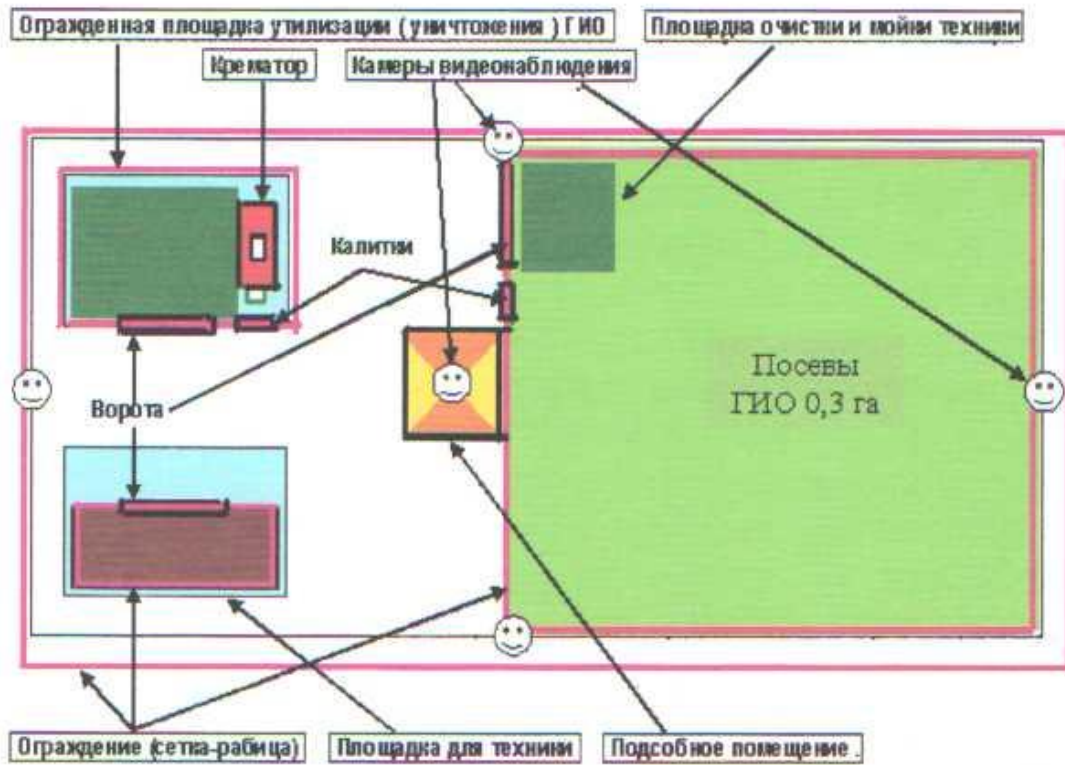 Огражденная площадка утилизации (уничтожения ) ГИО
Площадка очистки и мойки техники
Крематор
Камеры видеонаблюдения
Калитки
Ворота
Посевы
ГИО 0,3 га
Ограждение (сетка-рабица)
Площадка для техники
Подсобное помещение .